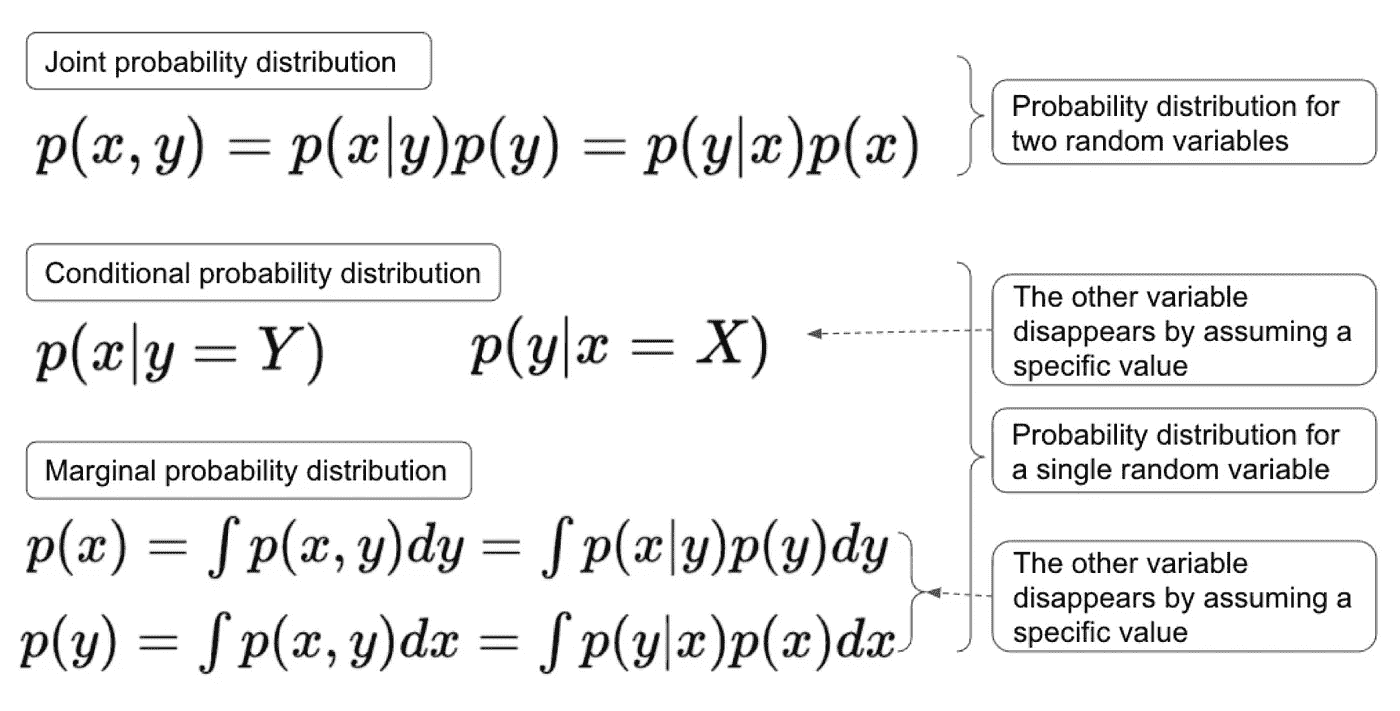 Joint probability distribution
p(x, y) = p(x|y)p(y) = p(y|x)p(x)
Probability distribution for
two random variables
Conditional probability distribution
p(x|y = Y)
p(y|x = X)
The other variable
disappears by assuming a
specific value
Probability distribution for
a single random variable
Marginal probability distribution
p(x) = ∫ p(x, y)dy = ∫ p(x|y)p(y)dy
p(y) = ∫ p(x, y)dx = ∫ p(y|x)p(x)dx
The other variable
disappears by assuming a
specific value